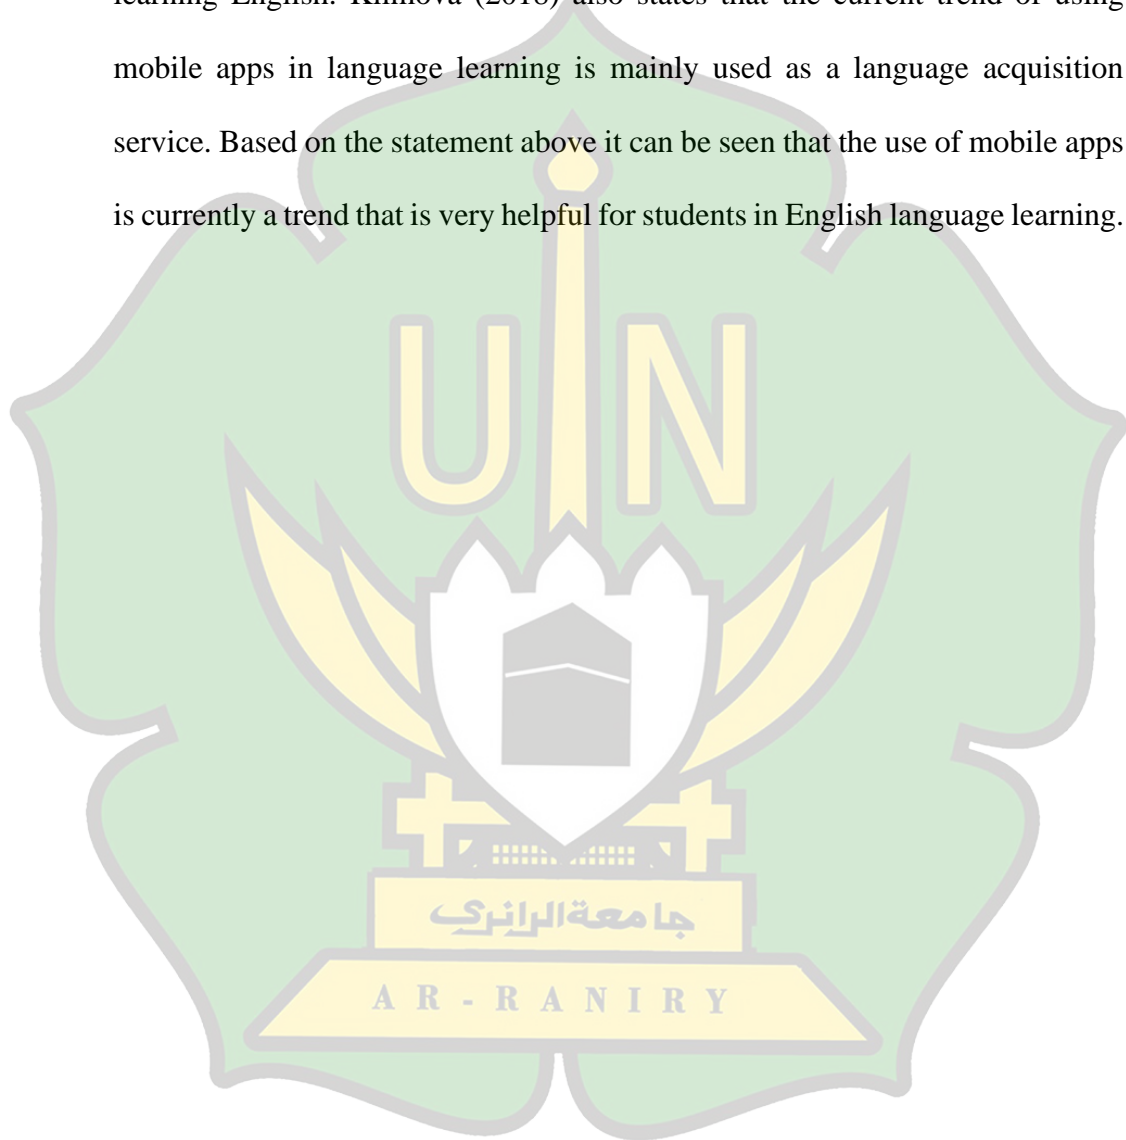 learning English. Klimova (2018) also states that the current trend of using
mobile apps in language learning is mainly used as a language acquisition
service. Based on the statement above it can be seen that the use of mobile apps
is currently a trend that is very helpful for students in English language learning.
UIN
جامعة الرانري
AR-RANIRY